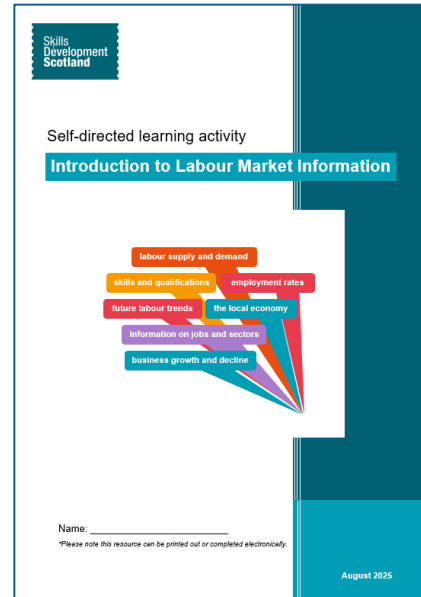 Skills
Development
Scotland
Self-directed learning activity
Introduction to Labour Market Information
labour supply and demand
skills and qualifications
employment rates
future labour trends
the local economy
Information on jobs and sectors
business growth and decline
Name: ___________________________
*Please note this resource can be printed out or completed electronically.
August 2025